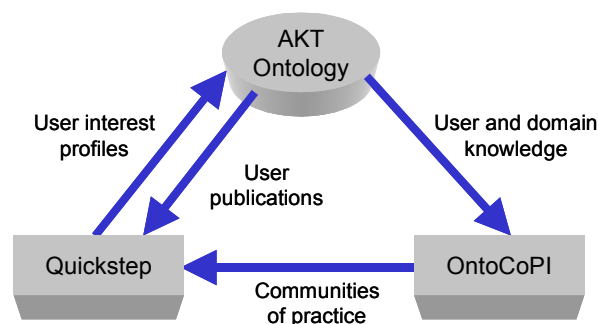 AKT
Ontology
User interest
profiles
User and domain
knowledge
User
publications
Quickstep
OntoCoPI
Communities
of practice